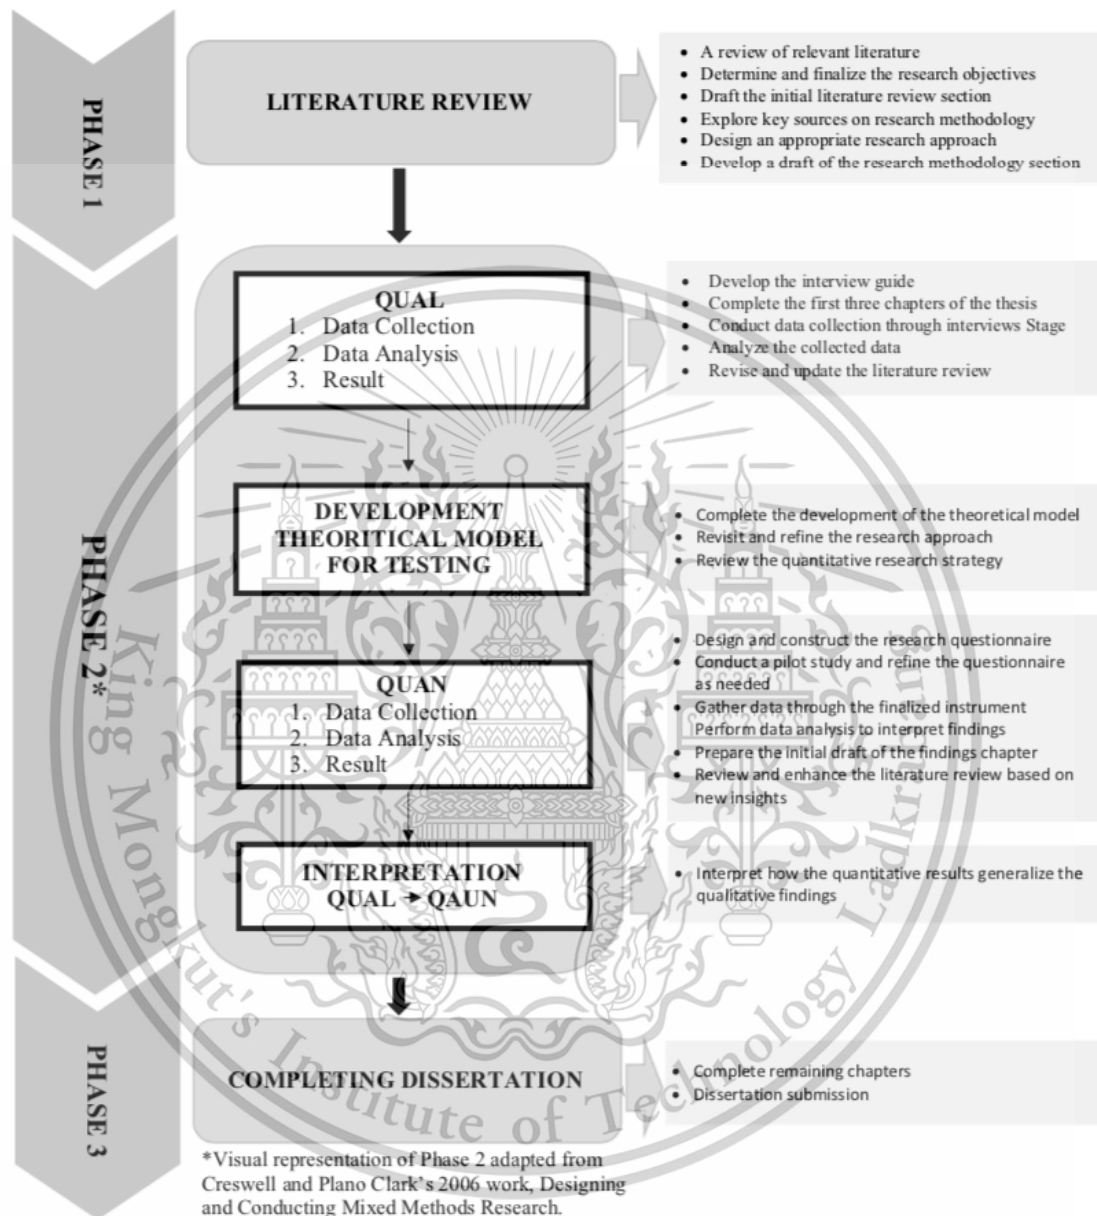 PHASE 1
LITERATURE REVIEW
• A review of relevant literature
• Determine and finalize the research objectives
• Draft the initial literature review section
• Explore key sources on research methodology
• Design an appropriate research approach
• Develop a draft of the research methodology section
PHASE 2*
QUAL
1. Data Collection
2. Data Analysis
3. Result
• Develop the interview guide
• Complete the first three chapters of the thesis
• Conduct data collection through interviews Stage
• Analyze the collected data
• Revise and update the literature review
DEVELOPMENT
THEORITICAL MODEL
FOR TESTING
• Complete the development of the theoretical model
• Revisit and refine the research approach
• Review the quantitative research strategy
QUAN
1. Data Collection
2. Data Analysis
3. Result
• Design and construct the research questionnaire
• Conduct a pilot study and refine the questionnaire
as needed
• Gather data through the finalized instrument
Perform data analysis to interpret findings
• Prepare the initial draft of the findings chapter
• Review and enhance the literature review based on
new insights
INTERPRETATION
QUAL → QAUN
• Interpret how the quantitative results generalize the
qualitative findings
PHASE 3
COMPLETING DISSERTATION
• Complete remaining chapters
• Dissertation submission
*Visual representation of Phase 2 adapted from
Creswell and Plano Clark's 2006 work, Designing
and Conducting Mixed Methods Research.
King Mongkut's Institute of Technology Ladkrabang